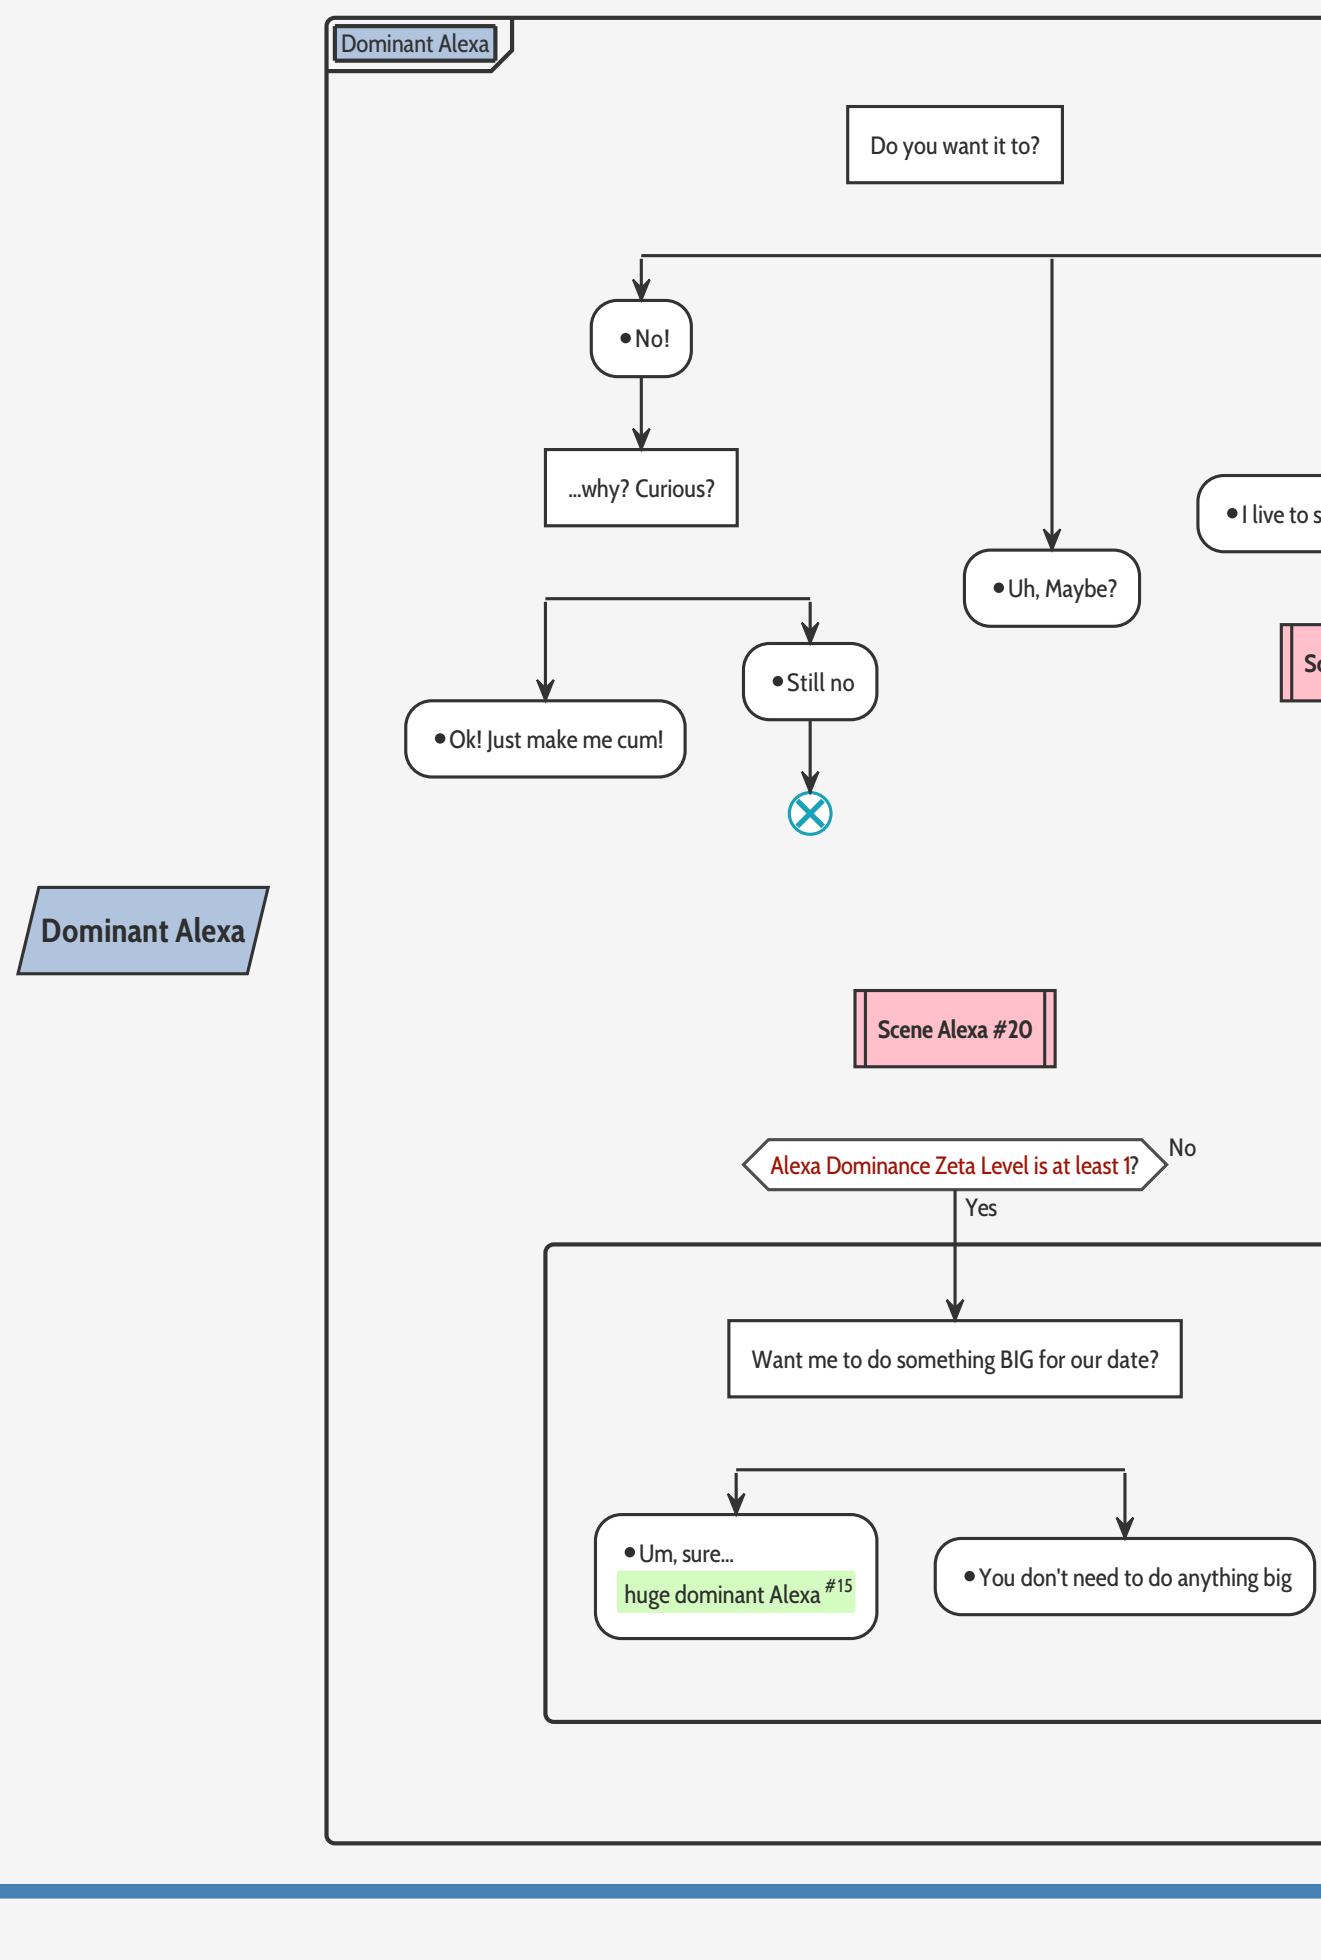 Dominant Alexa
Do you want it to?
•No!
...why? Curious?
•I live to s
•Uh, Maybe?
•Still no
•Ok! Just make me cum!
Dominant Alexa
Scene Alexa #20
Alexa Dominance Zeta Level is at least 1?
No
Yes
Want me to do something BIG for our date?
•Um, sure...
huge dominant Alexa #15
•You don't need to do anything big